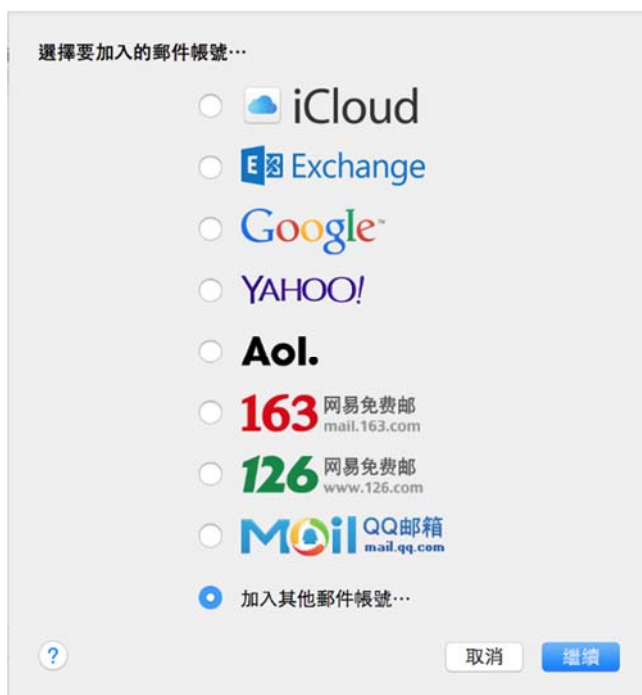 選擇要加入的郵件帳號…
iCloud
Exchange
Google™
YAHOO!
Aol.
163 网易免费邮
mail.163.com
126 网易免费邮
www.126.com
MAil QQ邮箱
mail.qq.com
加入其他郵件帳號…
? 取消 繼續